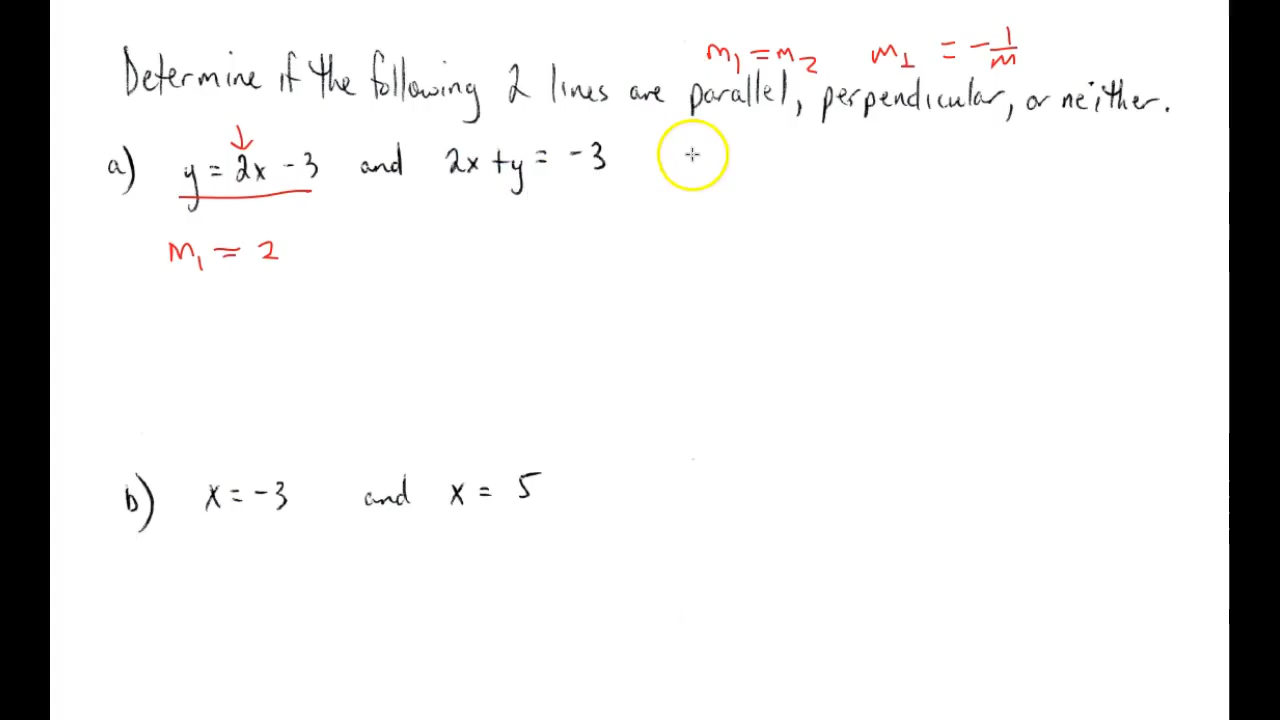 m₁ = m₂ m⊥ = -1/m
Determine if the following 2 lines are parallel, perpendicular, or neither.
a) y = 2x - 3 and 2x + y = -3
m₁ = 2
b) x = -3 and x = 5